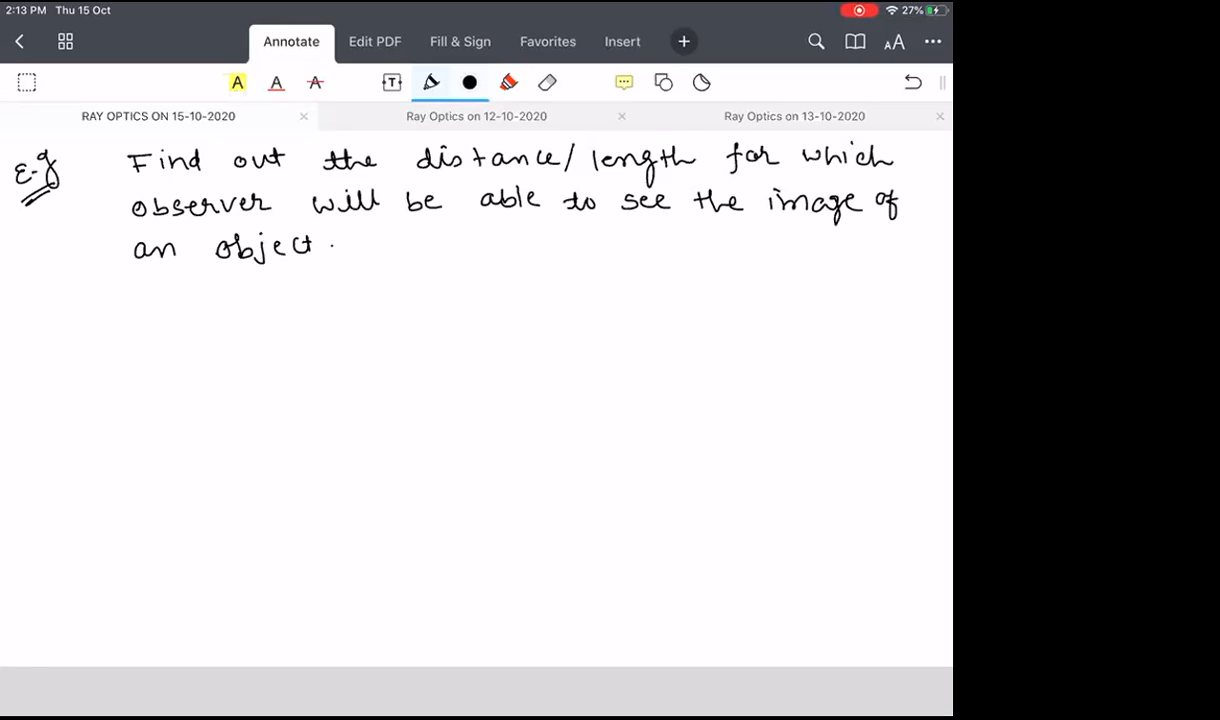 2:13 PM Thu 15 Oct 27%
Annotate Edit PDF Fill & Sign Favorites Insert
RAY OPTICS ON 15-10-2020 Ray Optics on 12-10-2020 Ray Optics on 13-10-2020
E.g Find out the distance/length for which
observer will be able to see the image of
an object.